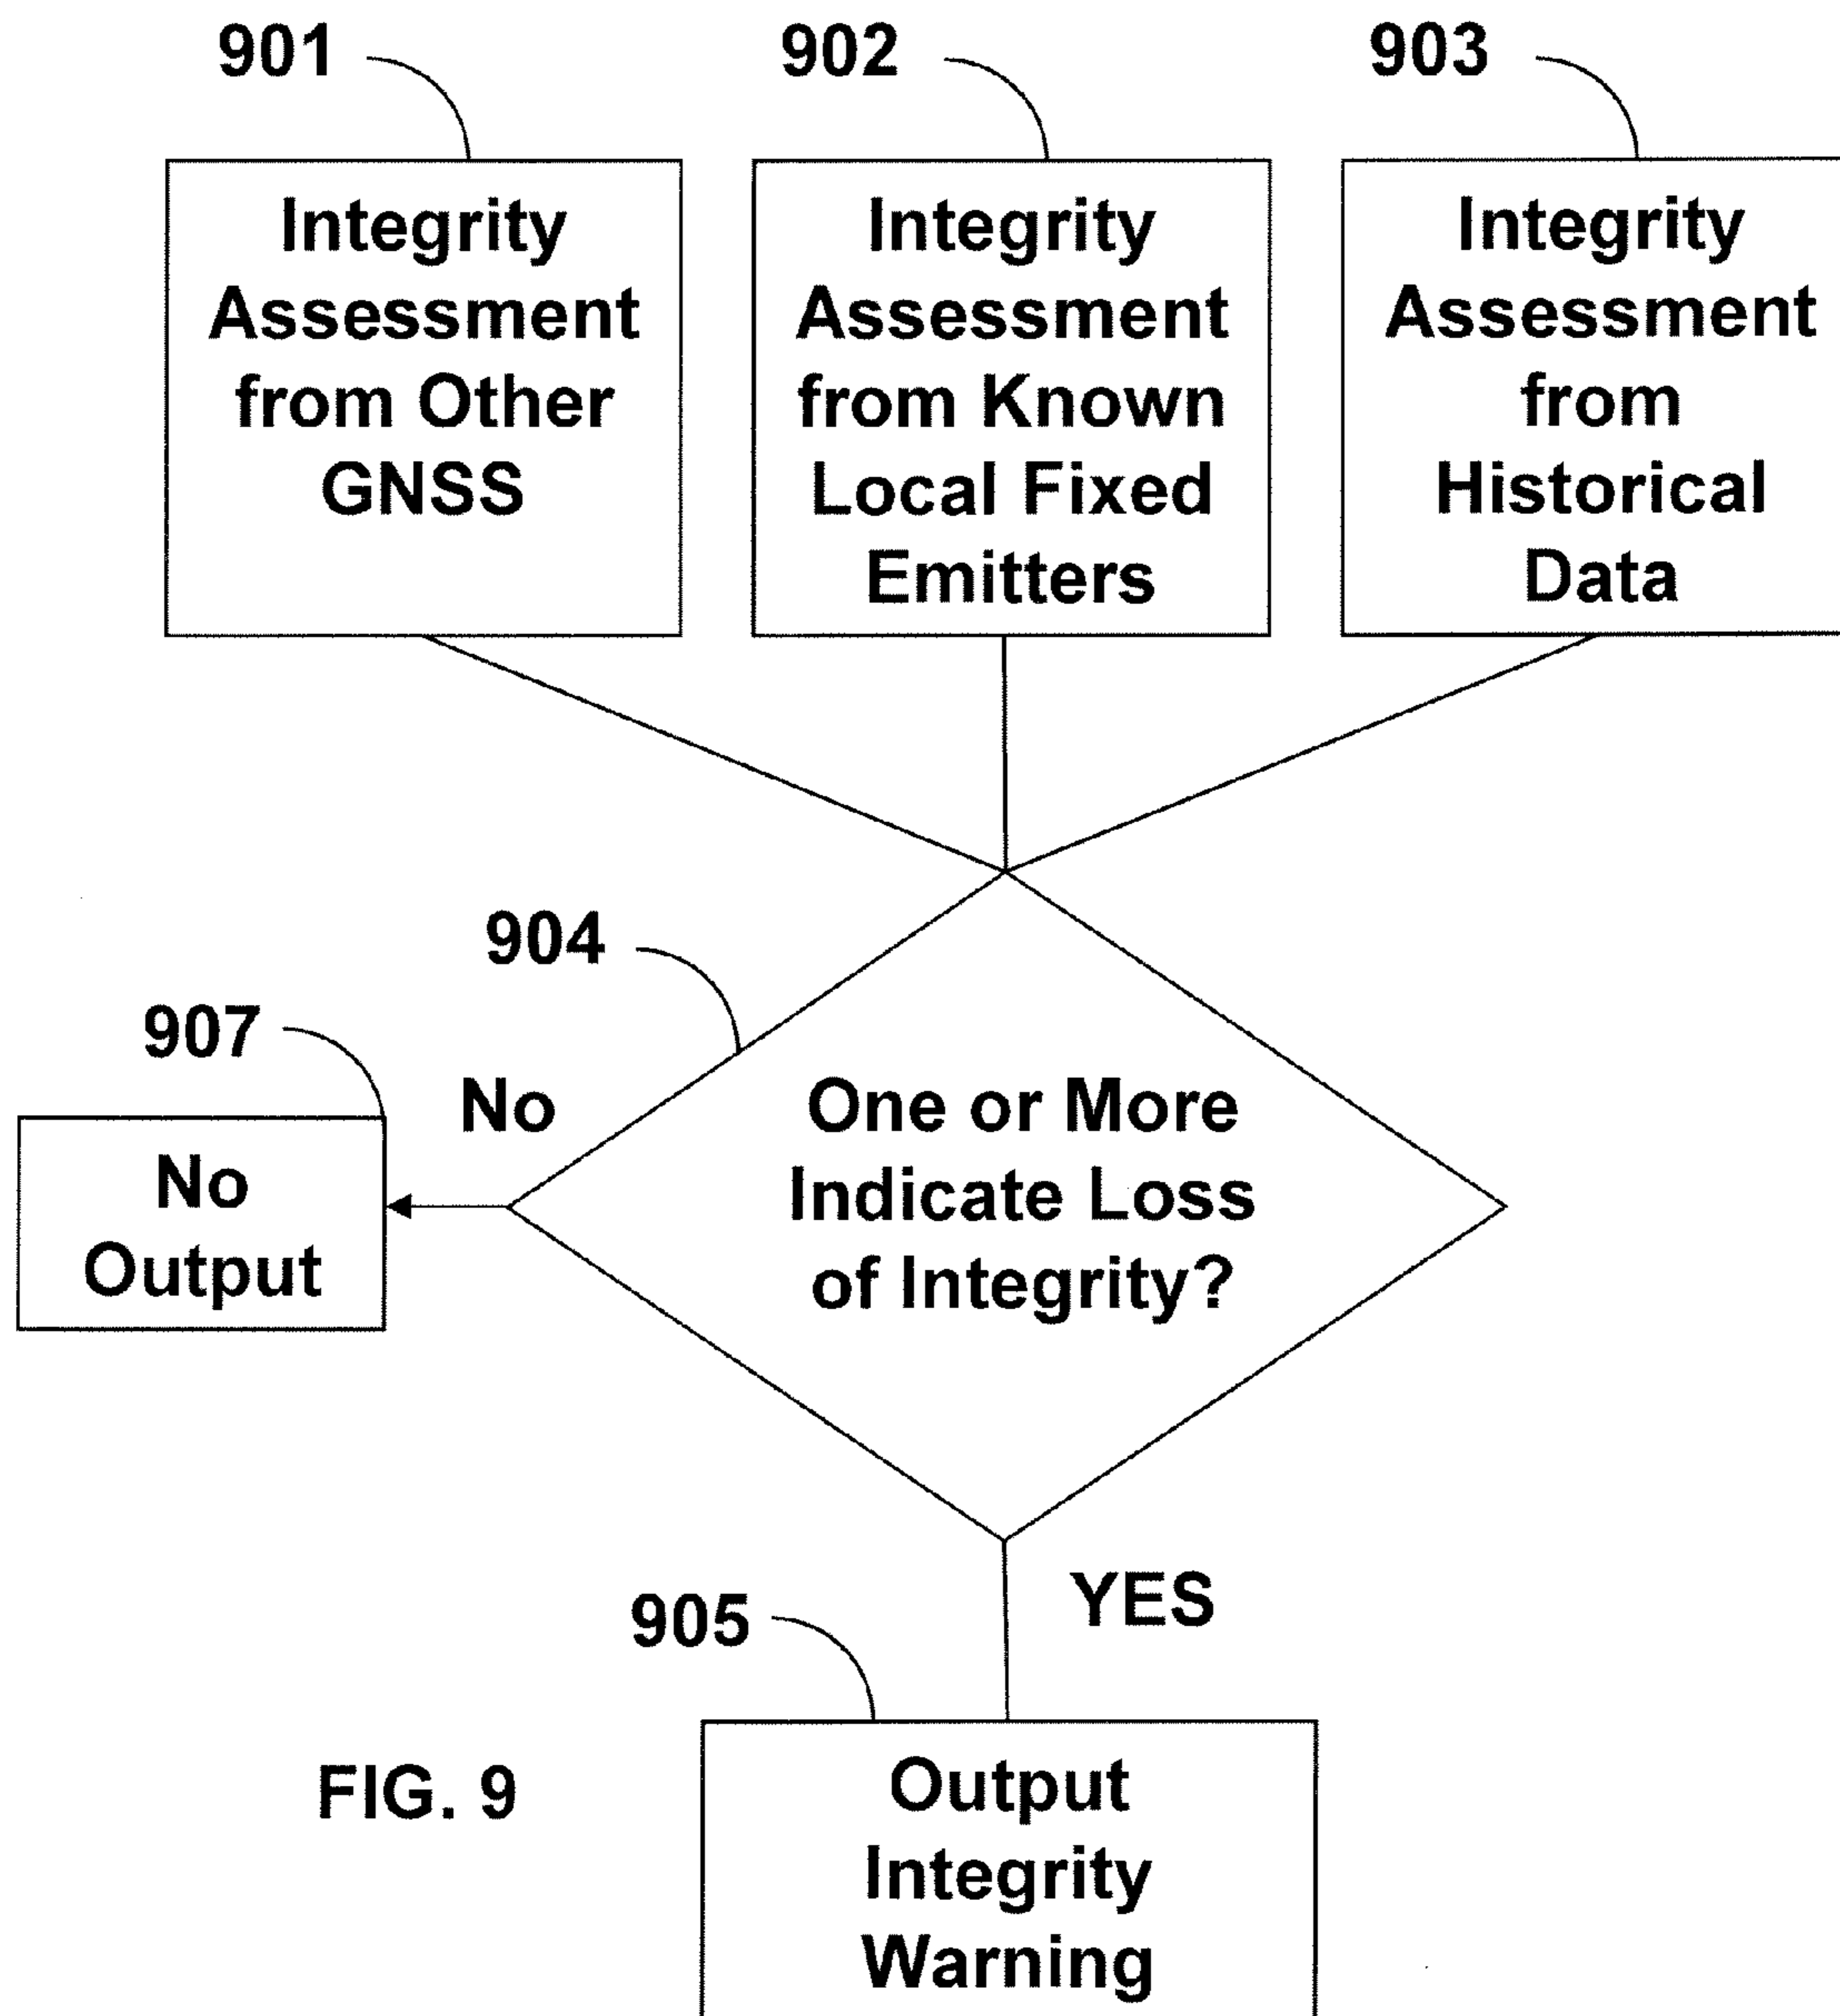 901
902
903
Integrity
Assessment
from Other
GNSS
Integrity
Assessment
from Known
Local Fixed
Emitters
Integrity
Assessment
from
Historical
Data
904
907
No
No
Output
One or More
Indicate Loss
of Integrity?
905
YES
FIG. 9
Output
Integrity
Warning